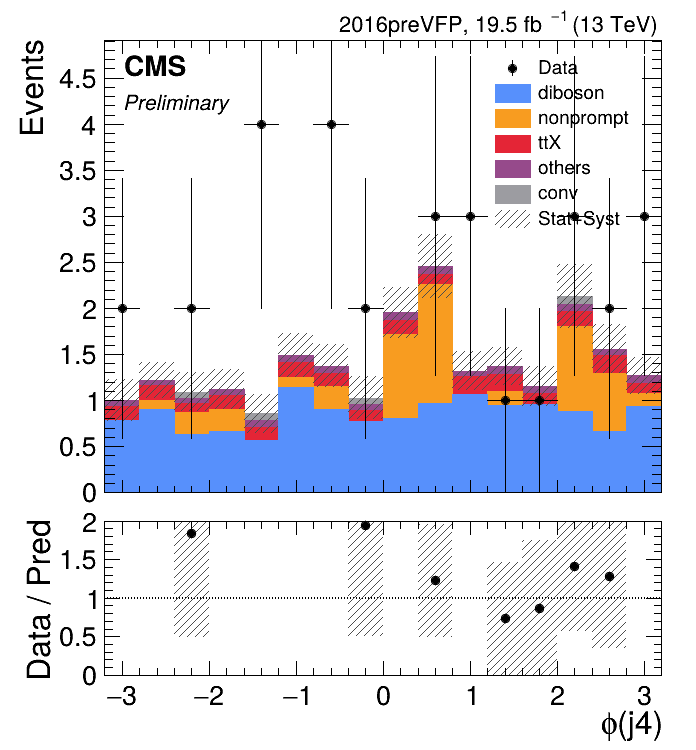 2016preVFP, 19.5 fb⁻¹ (13 TeV)
CMS
Preliminary
Data
diboson
nonprompt
ttX
others
conv
Stat+Syst
Events
4.5
4
3.5
3
2.5
2
1.5
1
0.5
0
Data / Pred
2
1.5
1
0.5
0
−3 −2 −1 0 1 2 3
ϕ(j4)